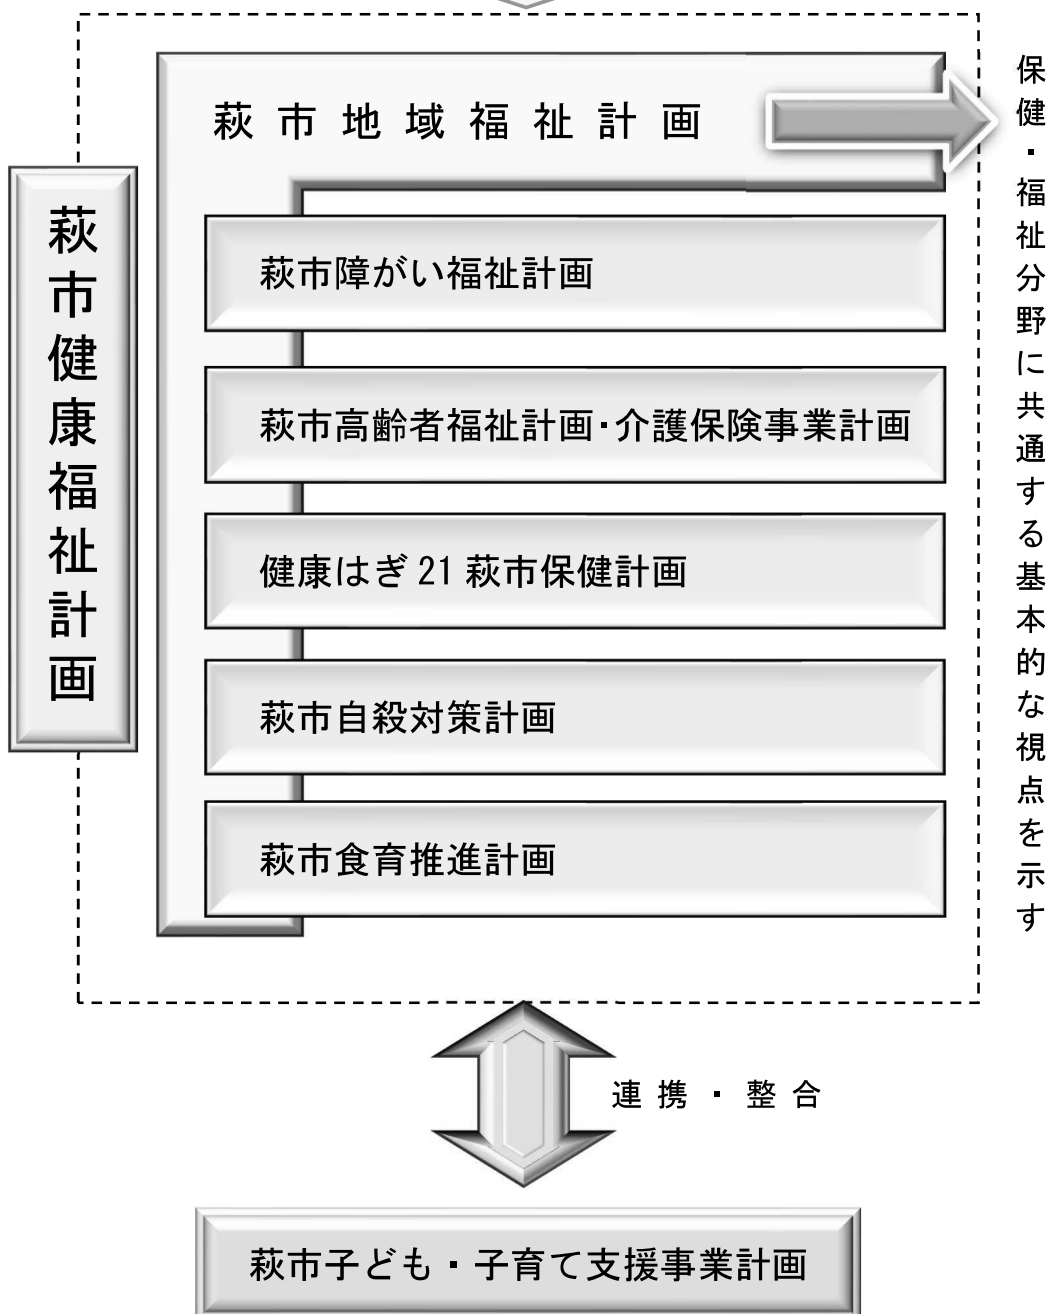 萩市健康福祉計画
萩市地域福祉計画
萩市障がい福祉計画
萩市高齢者福祉計画・介護保険事業計画
健康はぎ 21 萩市保健計画
萩市自殺対策計画
萩市食育推進計画
保健・福祉分野に共通する基本的な視点を示す
連携・整合
萩市子ども・子育て支援事業計画